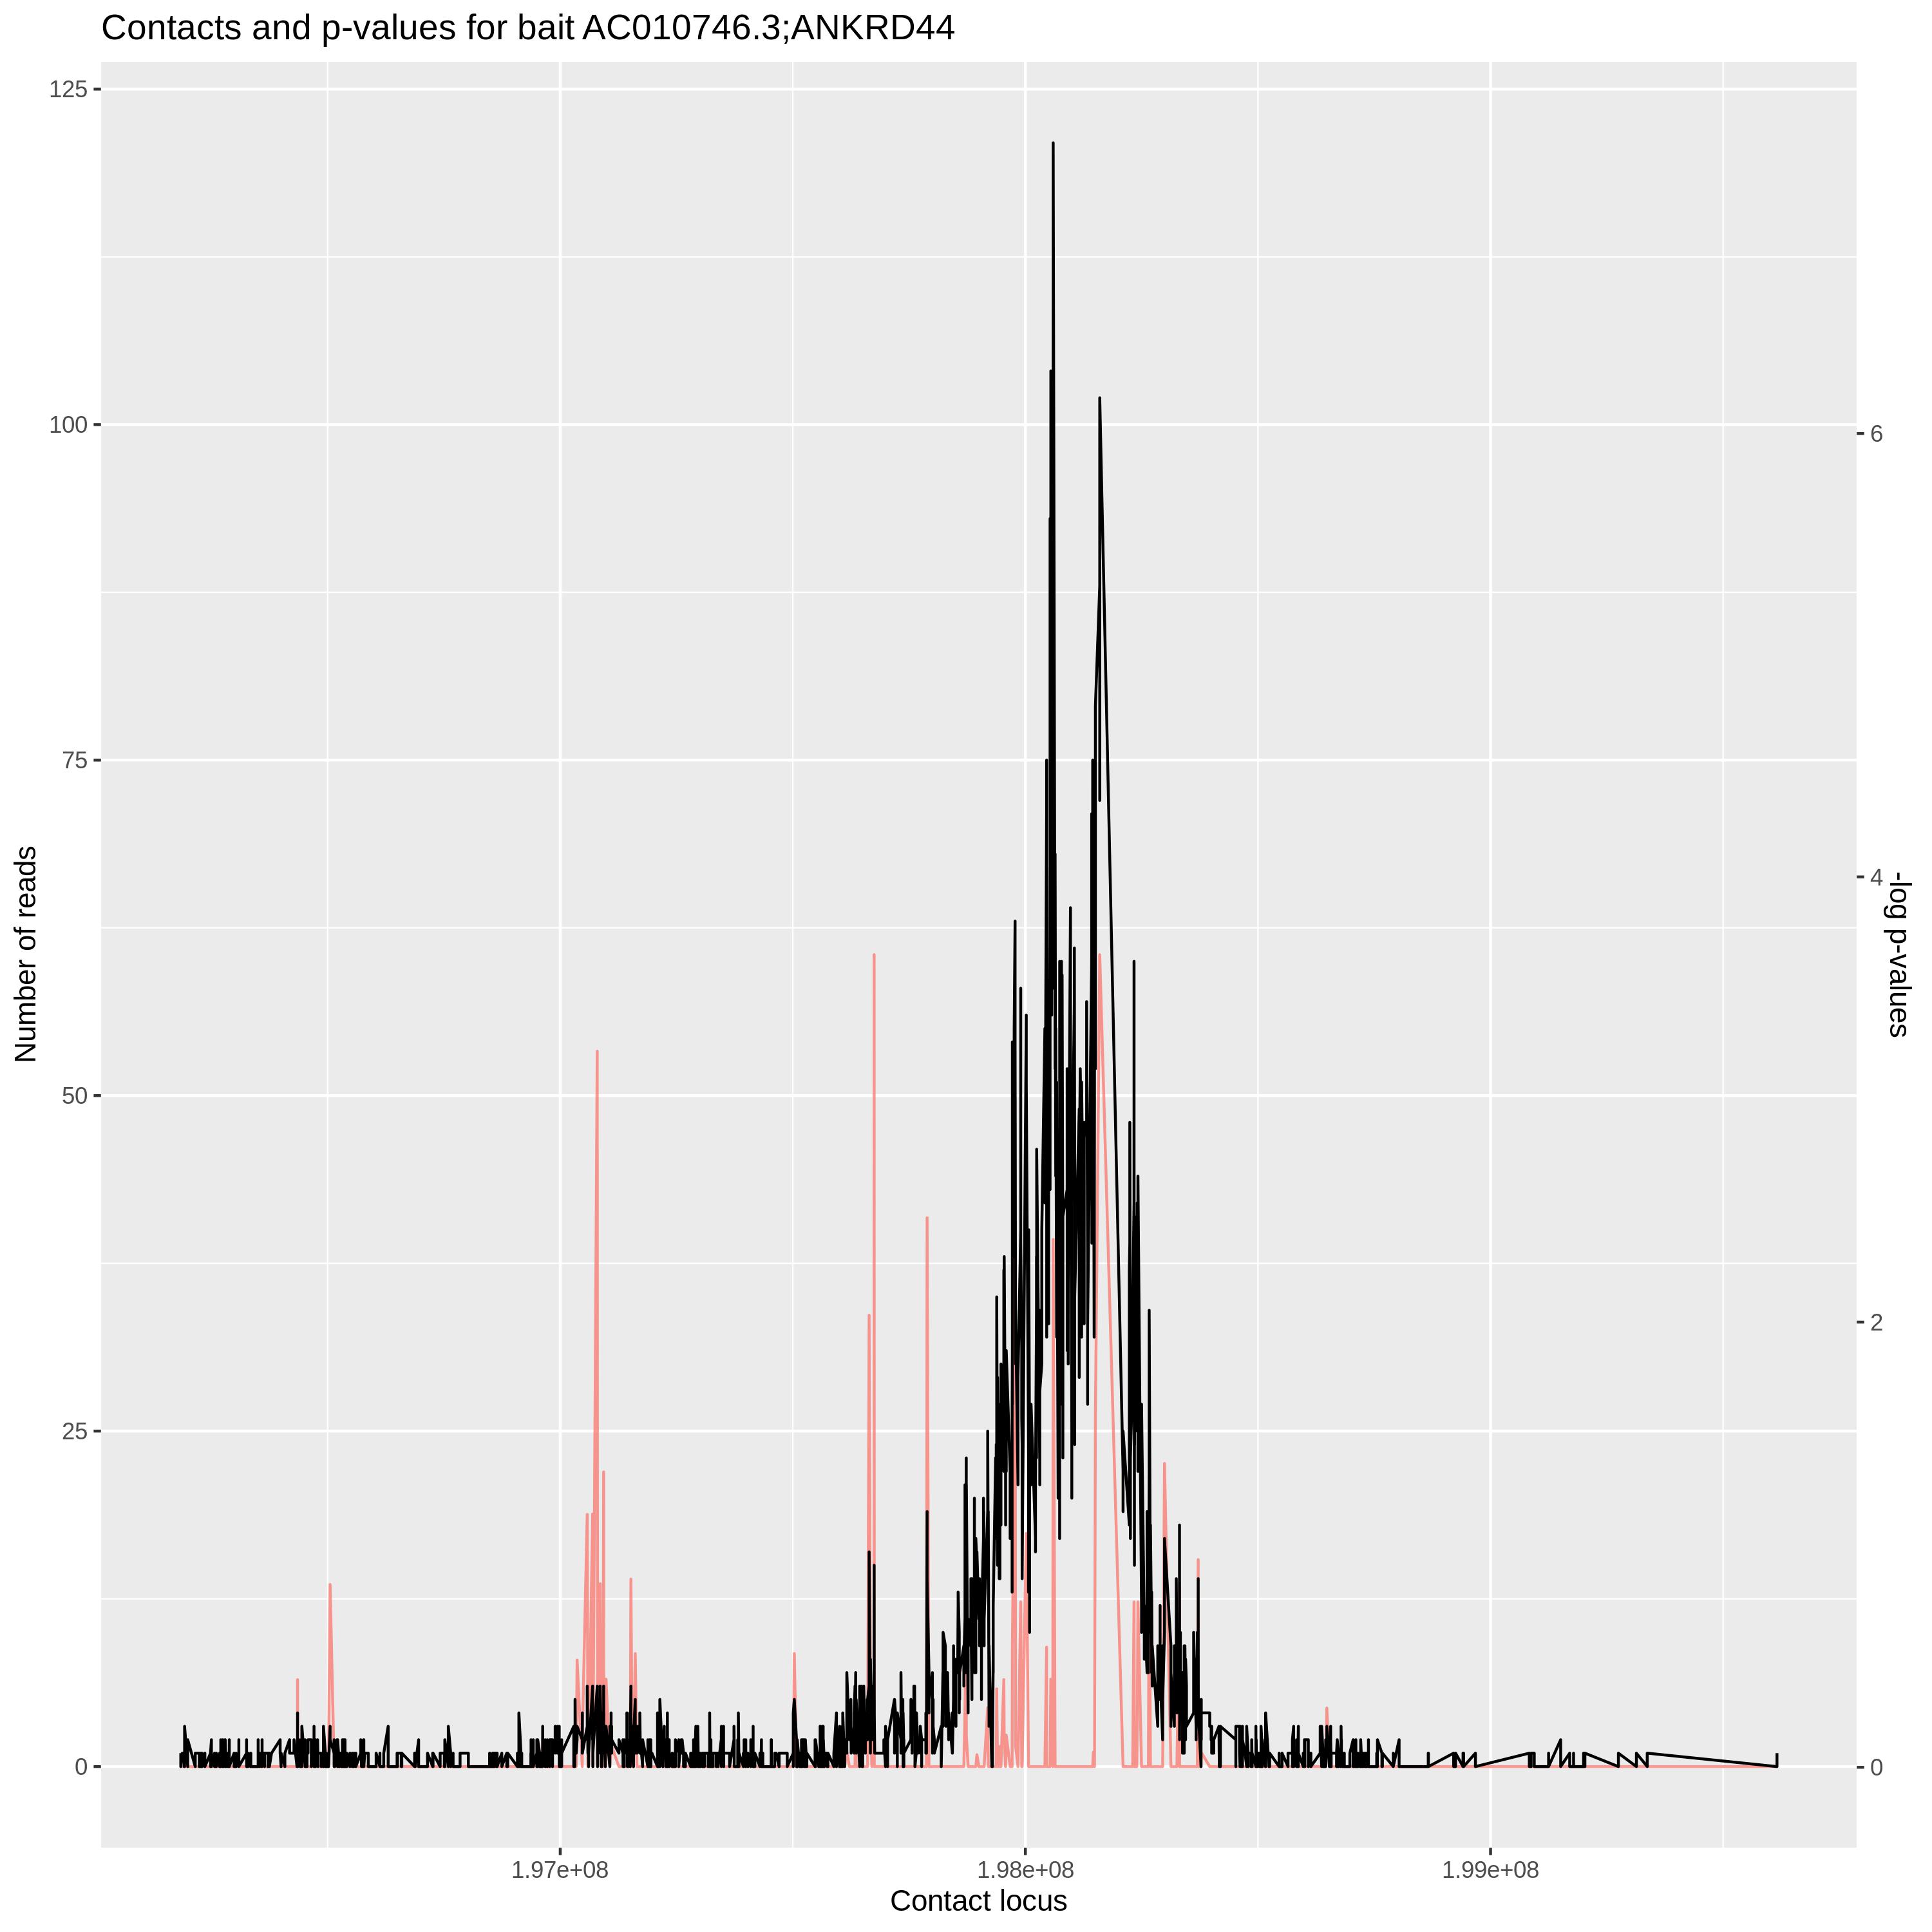 Contacts and p-values for bait AC010746.3;ANKRD44
125
100
75
50
25
0
Number of reads
6
4
2
0
-log p-values
1.97e+08
1.98e+08
1.99e+08
Contact locus